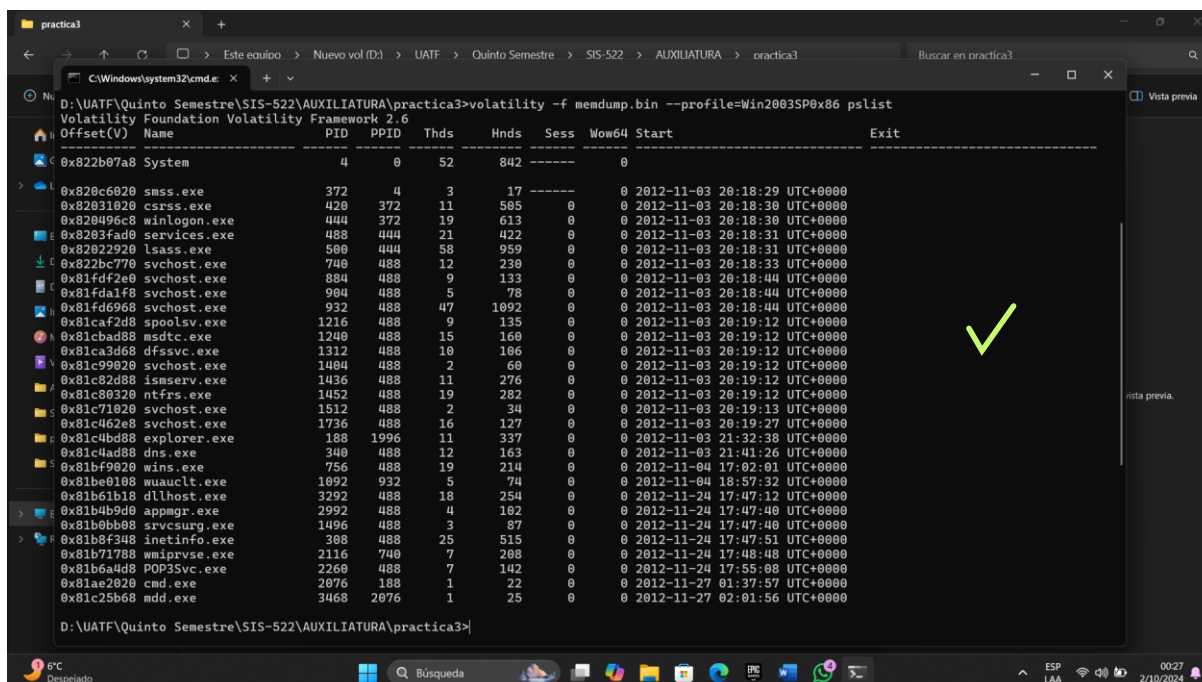 practica3
Este equipo > Nuevo vol (D:) > UATF > Quinto Semestre > SIS-522 > AUXILIATURA > practica3
Buscar en practica3
C:\Windows\system32\cmd.e:
Vista previa
D:\UATF\Quinto Semestre\SIS-522\AUXILIATURA\practica3>volatility -f memdump.bin --profile=Win2003SP0x86 pslist
Volatility Foundation Volatility Framework 2.6
Offset(V) Name PID PPID Thds Hnds Sess Wow64 Start Exit
---------- -------------------- ------ ------ ------ -------- ------ ------ ------------------------------ ------------------------------
0x822b07a8 System 4 0 52 842 ------ 0
0x820c6020 smss.exe 372 4 3 17 ------ 0 2012-11-03 20:18:29 UTC+0000
0x82031020 csrss.exe 420 372 11 505 0 0 2012-11-03 20:18:30 UTC+0000
0x820496c8 winlogon.exe 444 372 19 613 0 0 2012-11-03 20:18:30 UTC+0000
0x8203fad0 services.exe 488 444 21 422 0 0 2012-11-03 20:18:31 UTC+0000
0x82022920 lsass.exe 500 444 58 959 0 0 2012-11-03 20:18:31 UTC+0000
0x822bc770 svchost.exe 740 488 12 230 0 0 2012-11-03 20:18:33 UTC+0000
0x81fdf2e0 svchost.exe 884 488 9 133 0 0 2012-11-03 20:18:44 UTC+0000
0x81fda1f8 svchost.exe 904 488 5 78 0 0 2012-11-03 20:18:44 UTC+0000
0x81fd6968 svchost.exe 932 488 47 1092 0 0 2012-11-03 20:18:44 UTC+0000
0x81caf2d8 spoolsv.exe 1216 488 9 135 0 0 2012-11-03 20:19:12 UTC+0000
0x81cbad88 msdtc.exe 1240 488 15 160 0 0 2012-11-03 20:19:12 UTC+0000
0x81ca3d68 dfssvc.exe 1312 488 10 106 0 0 2012-11-03 20:19:12 UTC+0000
0x81c99020 svchost.exe 1404 488 2 60 0 0 2012-11-03 20:19:12 UTC+0000
0x81c82d88 ismserv.exe 1436 488 11 276 0 0 2012-11-03 20:19:12 UTC+0000
0x81c80320 ntfrs.exe 1452 488 19 282 0 0 2012-11-03 20:19:12 UTC+0000
0x81c71020 svchost.exe 1512 488 2 34 0 0 2012-11-03 20:19:13 UTC+0000
0x81c462e8 svchost.exe 1736 488 16 127 0 0 2012-11-03 20:19:27 UTC+0000
0x81c4bd88 explorer.exe 188 1996 11 337 0 0 2012-11-03 21:32:38 UTC+0000
0x81c4ad88 dns.exe 340 488 12 163 0 0 2012-11-03 21:41:26 UTC+0000
0x81bf9020 wins.exe 756 488 19 214 0 0 2012-11-04 17:02:01 UTC+0000
0x81be0108 wuauclt.exe 1092 932 5 74 0 0 2012-11-04 18:57:32 UTC+0000
0x81b61b18 dllhost.exe 3292 488 18 254 0 0 2012-11-24 17:47:12 UTC+0000
0x81b4b9d0 appmgr.exe 2992 488 4 102 0 0 2012-11-24 17:47:40 UTC+0000
0x81b0bb08 srvcsurg.exe 1496 488 3 87 0 0 2012-11-24 17:47:40 UTC+0000
0x81b8f348 inetinfo.exe 308 488 25 515 0 0 2012-11-24 17:47:51 UTC+0000
0x81b71788 wmiprvse.exe 2116 740 7 208 0 0 2012-11-24 17:48:48 UTC+0000
0x81b6a4d8 POP3Svc.exe 2260 488 7 142 0 0 2012-11-24 17:55:08 UTC+0000
0x81ae2020 cmd.exe 2076 188 1 22 0 0 2012-11-27 01:37:57 UTC+0000
0x81c25b68 mdd.exe 3468 2076 1 25 0 0 2012-11-27 02:01:56 UTC+0000
vista previa.
D:\UATF\Quinto Semestre\SIS-522\AUXILIATURA\practica3>
1
6°C
Despejado
Búsqueda
EPIC
4
ESP
LAA
00:27
2/10/2024